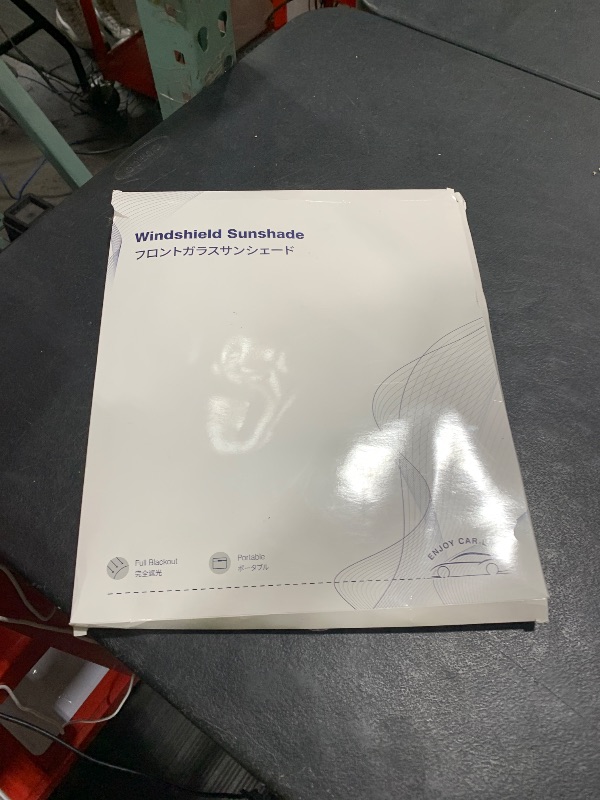 Windshield Sunshade
フロントガラスサンシェード
Full Blackout
完全遮光
Portable
ポータブル
ENJOY CAR